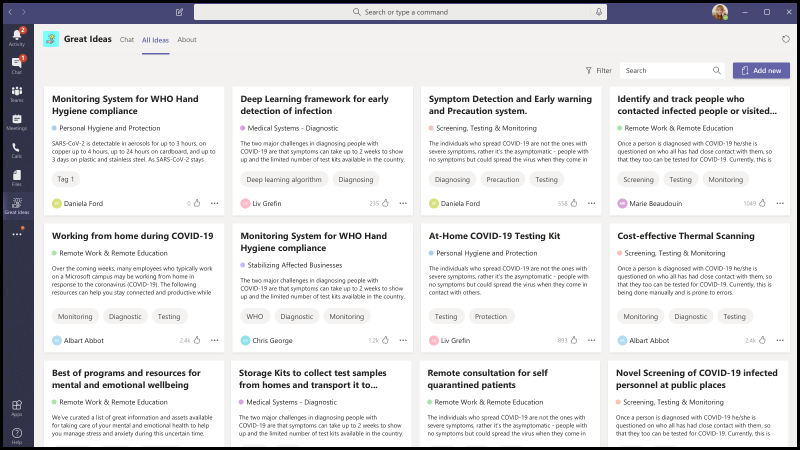 Search or type a command
2
Activity
1
Chat
Teams
Meetings
Calls
Files
Great Ideas
Apps
Help
Great Ideas Chat All Ideas About
Filter Search Add new
Monitoring System for WHO Hand
Hygiene compliance
Personal Hygiene and Protection
SARS-CoV-2 is detectable in aerosols for up to 3 hours, on
copper up to 4 hours, up to 24 hours on cardboard, and up to
3 days on plastic and stainless steel. As SARS-CoV-2 stays
Tag 1
Daniela Ford 0
Deep Learning framework for early
detection of infection
Medical Systems - Diagnostic
The two major challenges in diagnosing people with
COVID-19 are that symptoms can take up to 2 weeks to show
up and the limited number of test kits available in the country.
Deep learning algorithm Diagnosing
Liv Grefin 235
Symptom Detection and Early warning
and Precaution system.
Screening, Testing & Monitoring
The individuals who spread COVID-19 are not the ones with
severe symptoms, rather it's the asymptomatic - people with
no symptoms but could spread the virus when they come in
Diagnosing Precaution Testing
Daniela Ford 558
Identify and track people who
contacted infected people or visited...
Remote Work & Remote Education
Once a person is diagnosed with COVID-19 he/she is
questioned on who all has had close contact with them, so
that they too can be tested for COVID-19. Currently, this is
Screening Testing Monitoring
Marie Beaudouin 1049
Working from home during COVID-19
Remote Work & Remote Education
Over the coming weeks, many employees who typically work
on a Microsoft campus may be working from home in
response to the coronavirus (COVID-19). The following
resources can help you stay connected and productive while
Monitoring Diagnostic Testing
Albart Abbot 2.4k
Monitoring System for WHO Hand
Hygiene compliance
Stabilizing Affected Businesses
The two major challenges in diagnosing people with
COVID-19 are that symptoms can take up to 2 weeks to show
up and the limited number of test kits available in the country.
WHO Diagnostic Monitoring
Chris George 1.2k
At-Home COVID-19 Testing Kit
Personal Hygiene and Protection
The individuals who spread COVID-19 are not the ones with
severe symptoms, rather it's the asymptomatic - people with
no symptoms but could spread the virus when they come in
contact with others.
Testing Protection
Liv Grefin 893
Cost-effective Thermal Scanning
Screening, Testing & Monitoring
Once a person is diagnosed with COVID-19 he/she is
questioned on who all has had close contact with them, so
that they too can be tested for COVID-19. Currently, this is
being done manually and is prone to errors.
Monitoring Diagnostic Testing
Albart Abbot 2.4k
Best of programs and resources for
mental and emotional wellbeing
Remote Work & Remote Education
We've curated a list of great information and assets available
for taking care of your mental and emotional health to help
you manage stress and anxiety during this uncertain time.
Storage Kits to collect test samples
from homes and transport it to...
Medical Systems - Diagnostic
The two major challenges in diagnosing people with
COVID-19 are that symptoms can take up to 2 weeks to show
up and the limited number of test kits available in the country.
Remote consultation for self
quarantined patients
Remote Work & Remote Education
The individuals who spread COVID-19 are not the ones with
severe symptoms, rather it's the asymptomatic - people with
no symptoms but could spread the virus when they come in
Novel Screening of COVID-19 infected
personnel at public places
Screening, Testing & Monitoring
Once a person is diagnosed with COVID-19 he/she is
questioned on who all has had close contact with them, so
that they too can be tested for COVID-19. Currently, this is